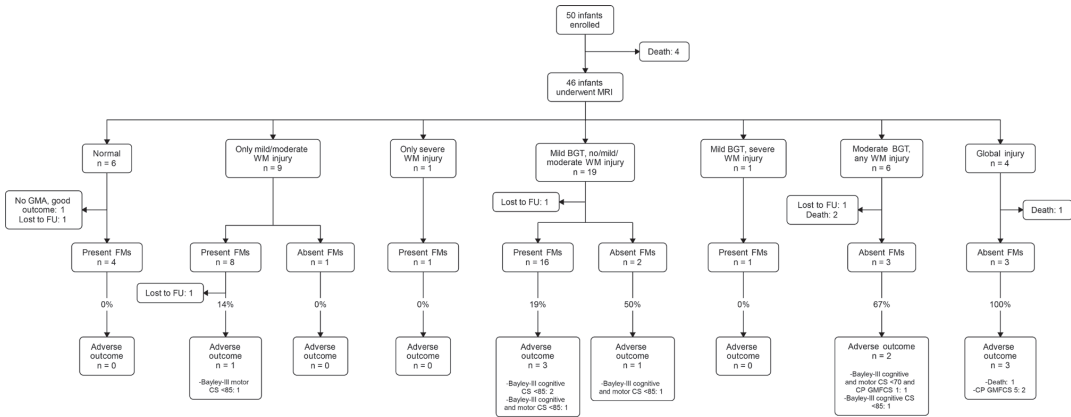 50 infants
enrolled
Death: 4
46 infants
underwent MRI
Normal
n = 6
Only mild/moderate
WM injury
n = 9
Only severe
WM injury
n = 1
Mild BGT, no/mild/
moderate WM injury
n = 19
Mild BGT, severe
WM injury
n = 1
Moderate BGT,
any WM injury
n = 6
Global injury
n = 4
No GMA, good
outcome: 1
Lost to FU: 1
Lost to FU: 1
Lost to FU: 1
Death: 2
Death: 1
Present FMs
n = 4
Present FMs
n = 8
Absent FMs
n = 1
Present FMs
n = 1
Present FMs
n = 16
Absent FMs
n = 2
Present FMs
n = 1
Absent FMs
n = 3
Absent FMs
n = 3
Lost to FU: 1
0%
14%
0%
0%
19%
50%
0%
67%
100%
Adverse
outcome
n = 0
Adverse
outcome
n = 1
-Bayley-III motor
CS <85: 1
Adverse
outcome
n = 0
Adverse
outcome
n = 0
Adverse
outcome
n = 3
-Bayley-III cognitive
CS <85: 2
-Bayley-III cognitive
and motor CS <85: 1
Adverse
outcome
n = 1
-Bayley-III cognitive
and motor CS <85: 1
Adverse
outcome
n = 0
Adverse outcome
n = 2
-Bayley-III cognitive
and motor CS <70 and
CP GMFCS 1: 1
-Bayley-III cognitive CS
<85: 1
Adverse
outcome
n = 3
-Death: 1
-CP GMFCS 5: 2